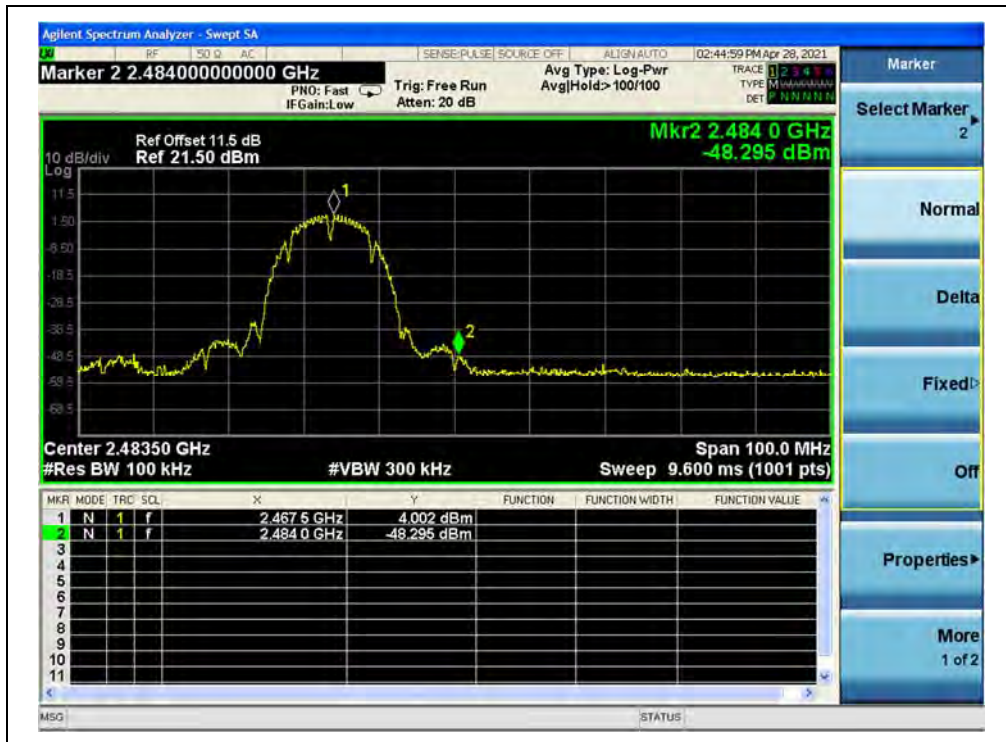 Agilent Spectrum Analyzer - Swept SA
LXI RF 50 Ω AC SENSE:PULSE SOURCE OFF ALIGN AUTO 02:44:59 PM Apr 28, 2021
Marker 2 2.484000000000 GHz
PNO: Fast
IFGain:Low
Trig: Free Run
Atten: 20 dB
Avg Type: Log-Pwr
Avg|Hold:> 100/100
TRACE 1 2 3 4 5 6
TYPE M WWWWW
DET P N N N N N
Ref Offset 11.5 dB
Ref 21.50 dBm
10 dB/div
Log
Mkr2 2.484 0 GHz
-48.295 dBm
11.5
1.50
-8.50
-18.5
-28.5
-38.5
-48.5
-58.5
-68.5
1
2
Center 2.48350 GHz
#Res BW 100 kHz
#VBW 300 kHz
Span 100.0 MHz
Sweep 9.600 ms (1001 pts)
MKR MODE TRC SCL X Y FUNCTION FUNCTION WIDTH FUNCTION VALUE
1 N 1 f 2.467 5 GHz 4.002 dBm
2 N 1 f 2.484 0 GHz -48.295 dBm
3
4
5
6
7
8
9
10
11
MSG STATUS
Marker
Select Marker
2
Normal
Delta
Fixed
Off
Properties
More
1 of 2